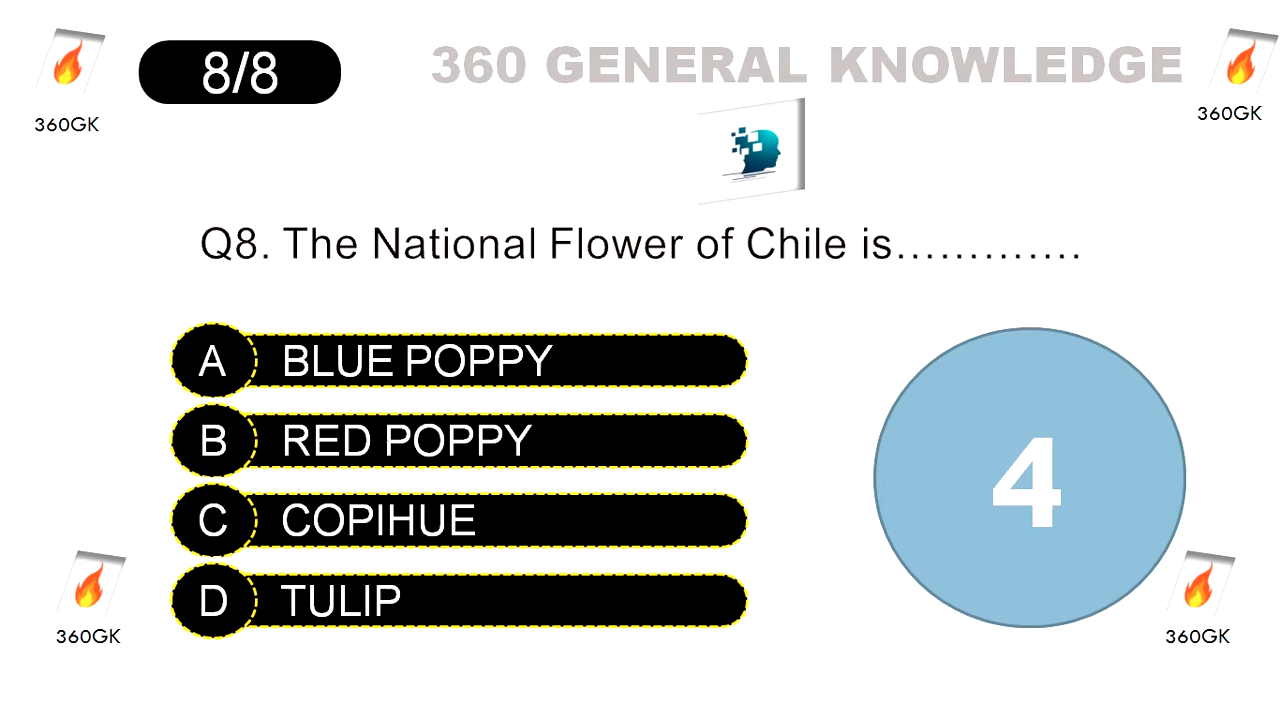 8/8
360 GENERAL KNOWLEDGE
360GK
360GK
Q8. The National Flower of Chile is.............
A BLUE POPPY
B RED POPPY
C COPIHUE
D TULIP
4
360GK
360GK